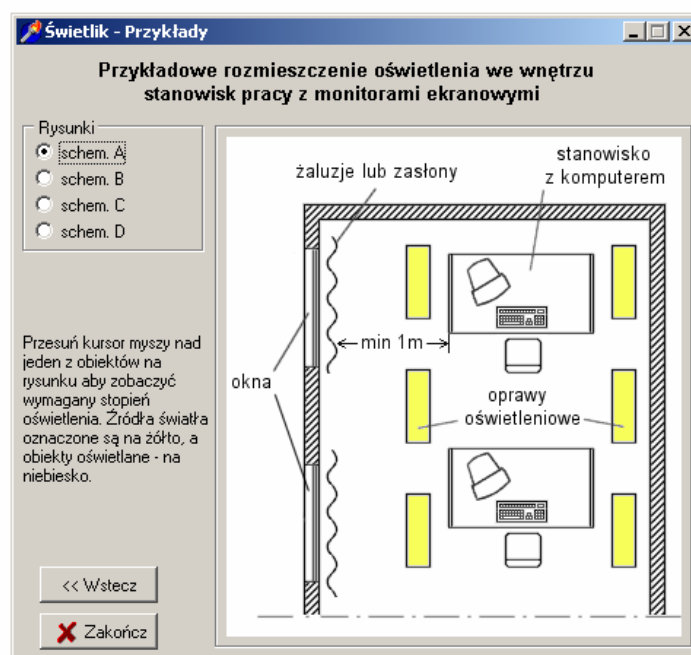 Świetlik - Przykłady
Przykładowe rozmieszczenie oświetlenia we wnętrzu
stanowisk pracy z monitorami ekranowymi
Rysunki
schem. A
schem. B
schem. C
schem. D
Przesuń kursor myszy nad
jeden z obiektów na
rysunku aby zobaczyć
wymagany stopień
oświetlenia. Źródła światła
oznaczone są na żółto, a
obiekty oświetlane - na
niebiesko.
<< Wstecz
Zakończ
żaluzje lub zasłony
stanowisko
z komputerem
min 1m
okna
oprawy
oświetleniowe